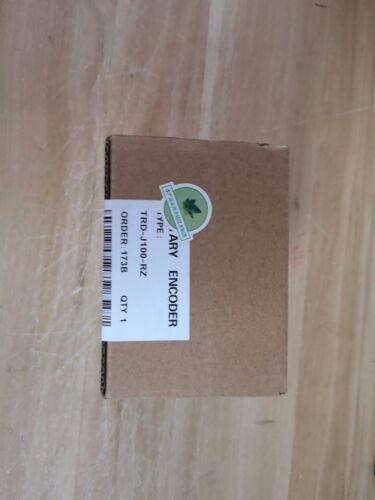 ARY ENCODER
TYPE:
TRD-J100-RZ
ORDER:173B QTY 1